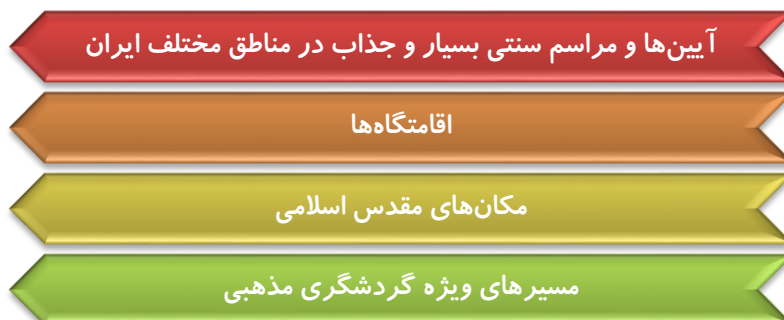 آیین‌ها و مراسم سنتی بسیار و جذاب در مناطق مختلف ایران
اقامتگاه‌ها
مکان‌های مقدس اسلامی
مسیرهای ویژه گردشگری مذهبی